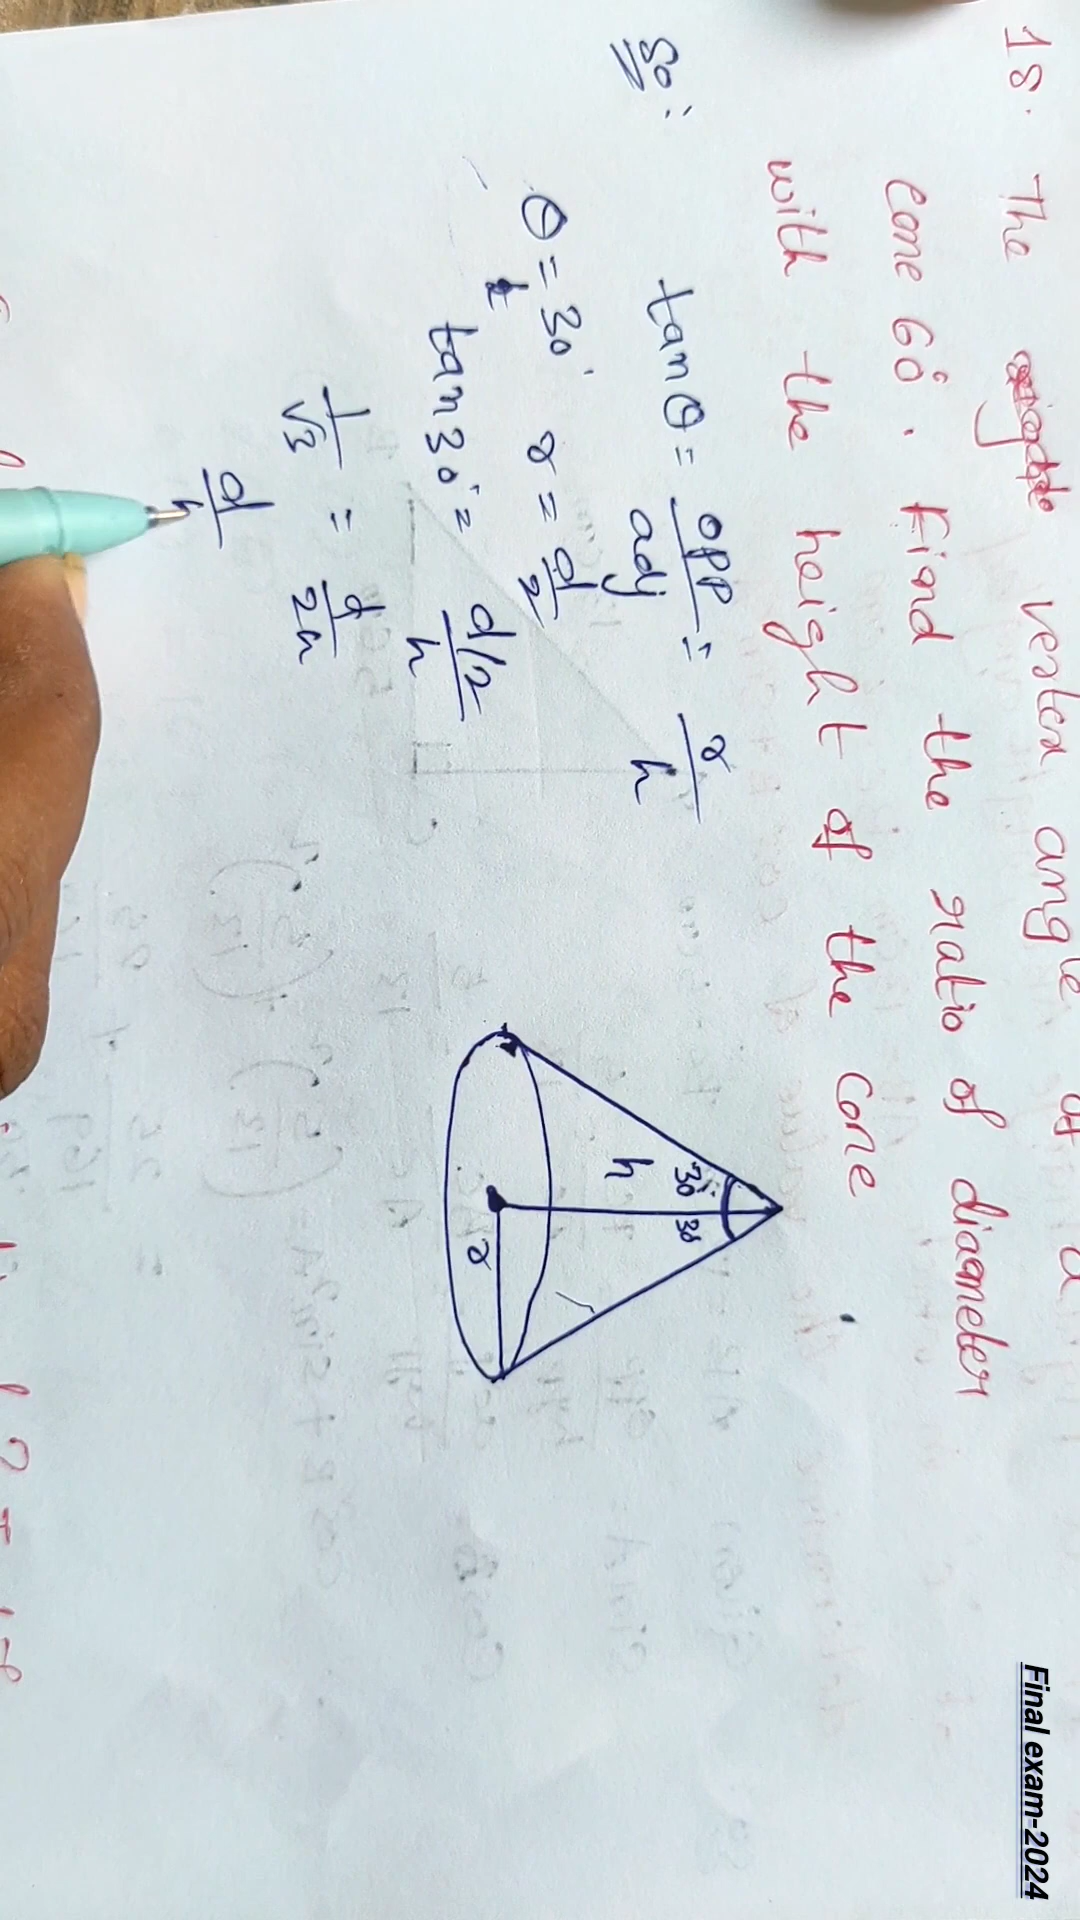 Final exam-2024
18. The vertex angle of a
cone 60°. Find the ratio of diameter
with the height of the cone
So:
tanθ = opp/adj = r/h
θ = 30° r = d/2
tan30° = d/2/h
1/√3 = d/2h
d/h
h
30° 30
r